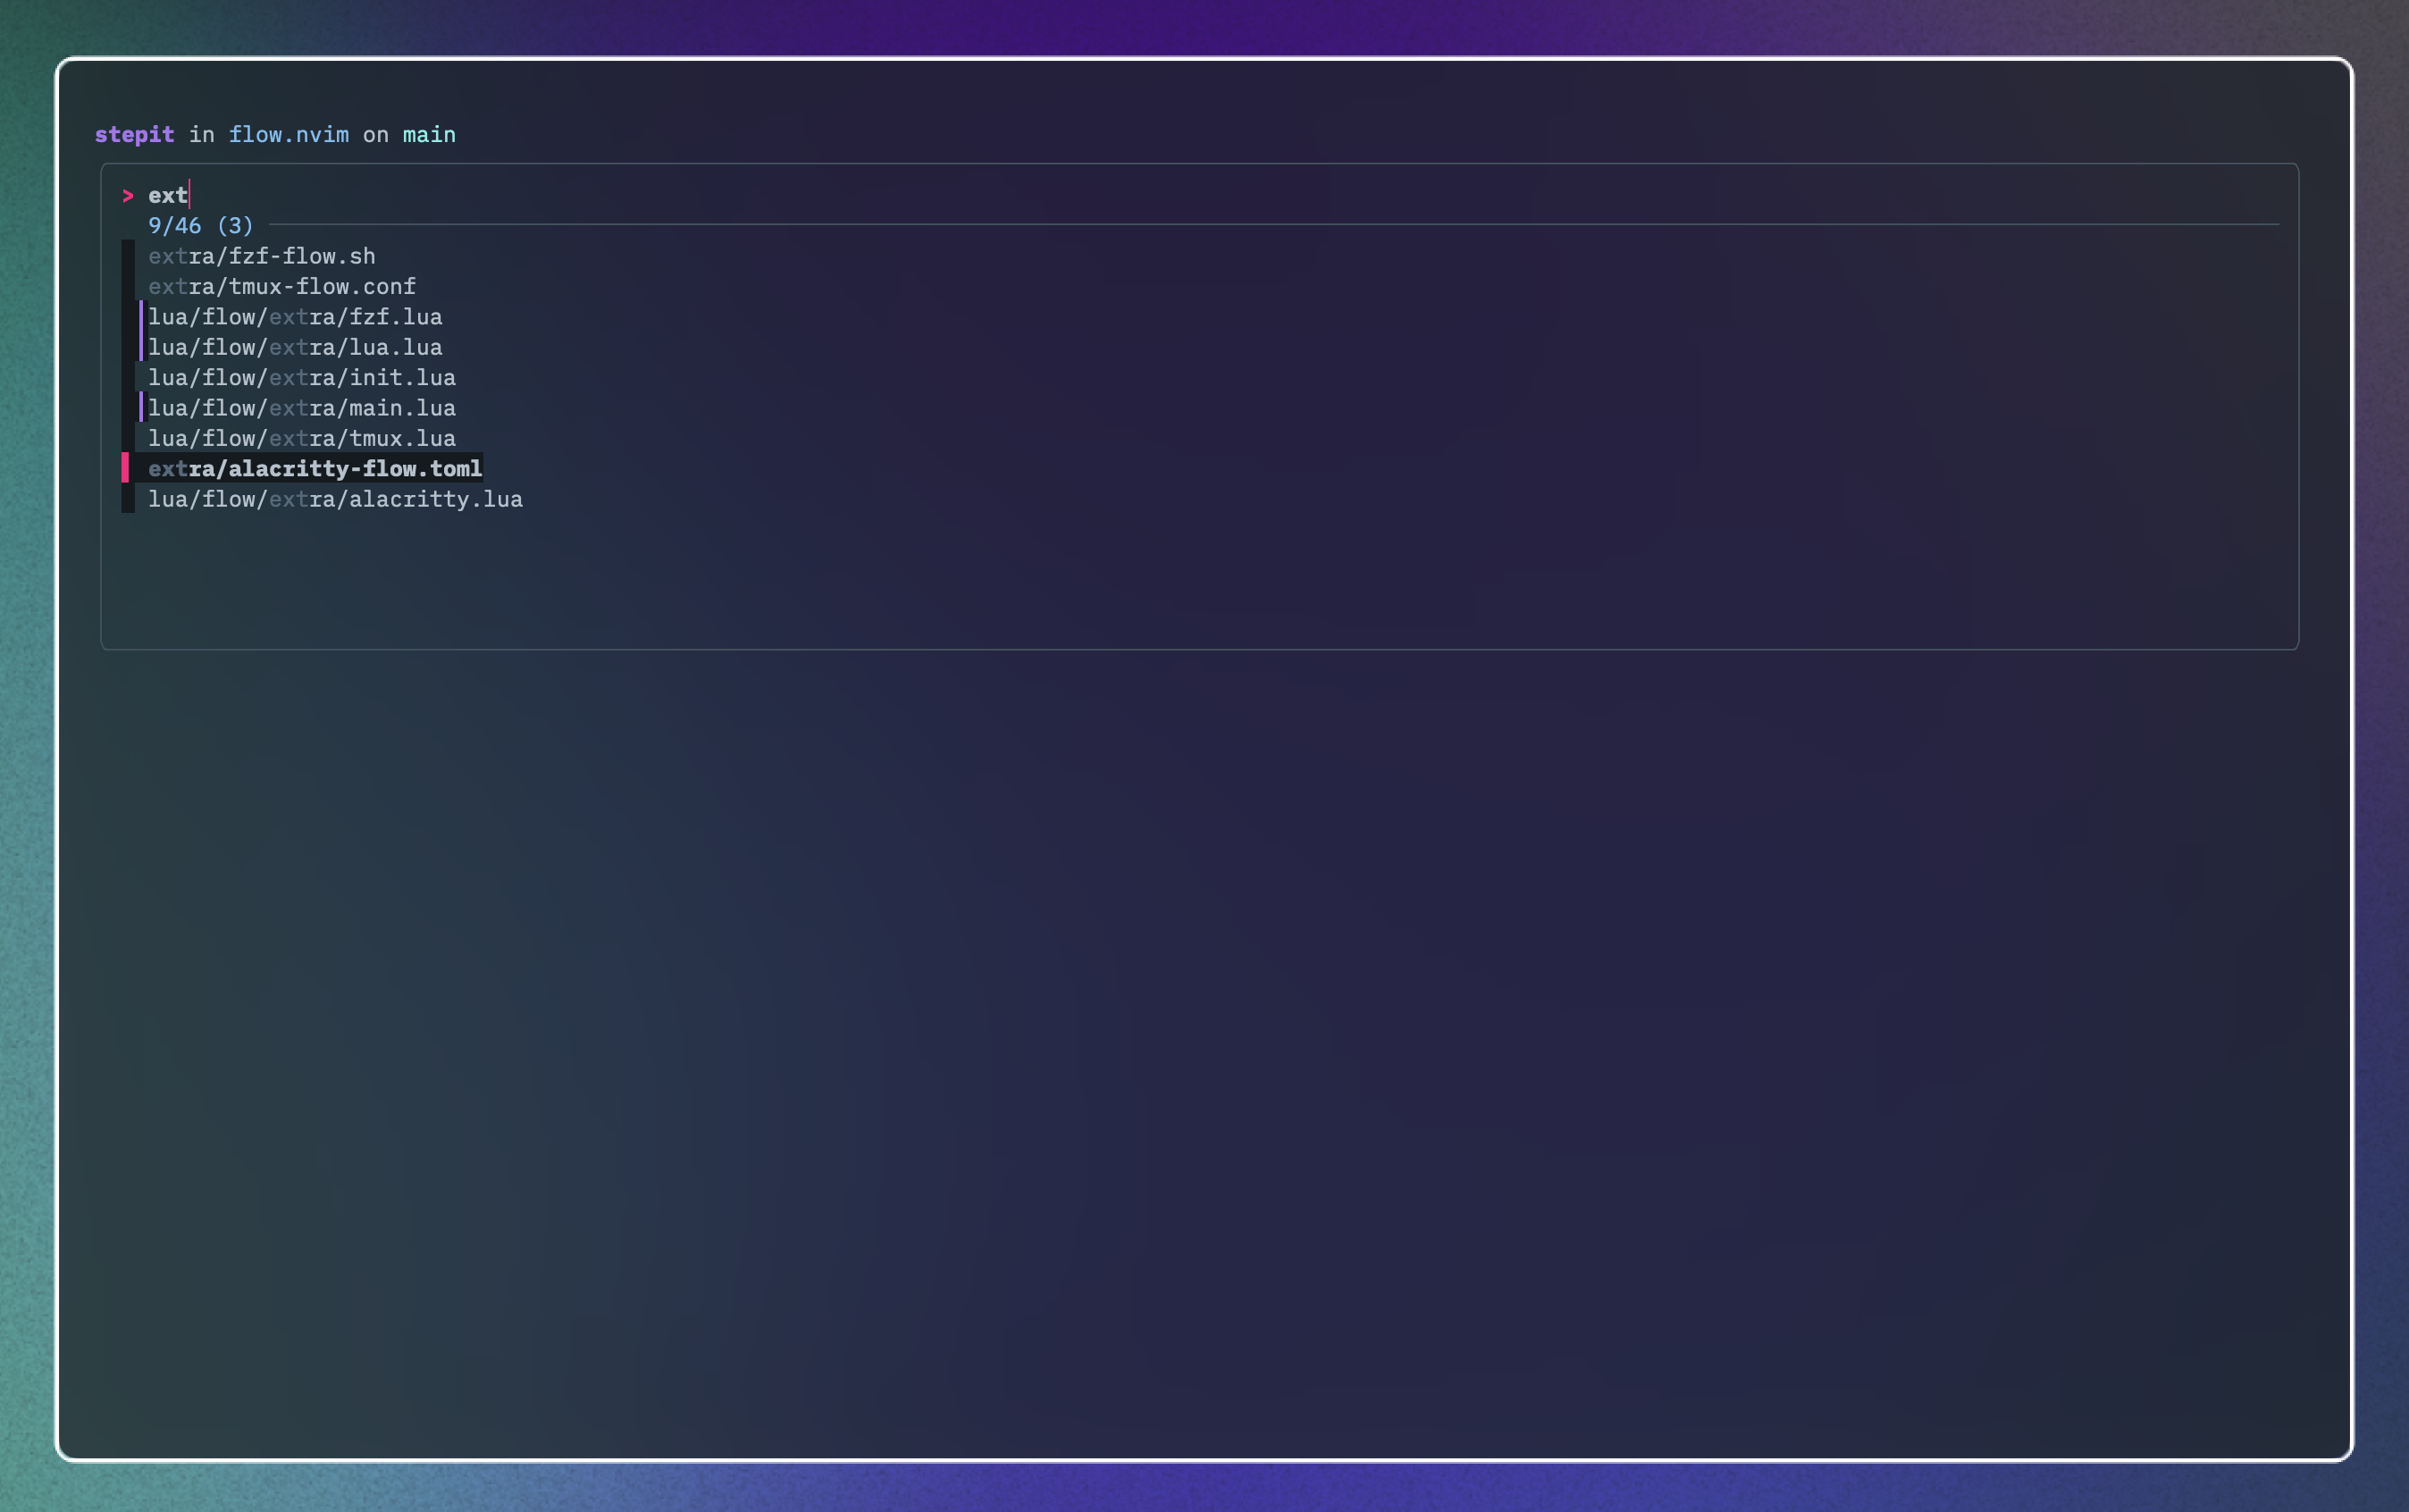 stepit in flow.nvim on main
> ext
9/46 (3)
extra/fzf-flow.sh
extra/tmux-flow.conf
lua/flow/extra/fzf.lua
lua/flow/extra/lua.lua
lua/flow/extra/init.lua
lua/flow/extra/main.lua
lua/flow/extra/tmux.lua
extra/alacritty-flow.toml
lua/flow/extra/alacritty.lua